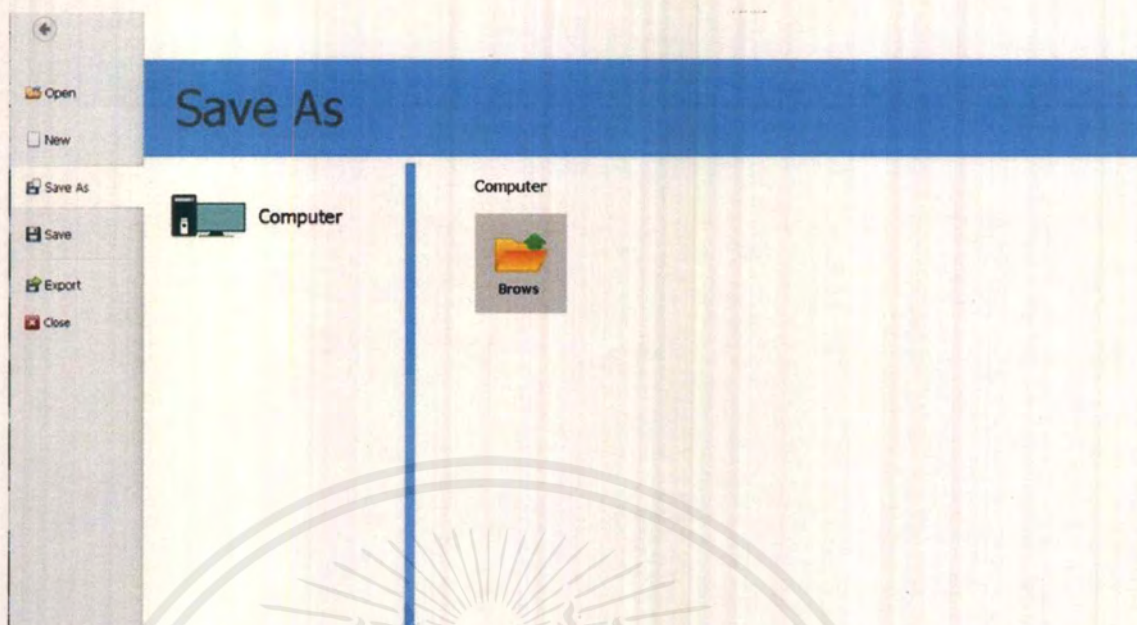 Open
New
Save As
Save
Export
Close
Save As
Computer
Computer
Brows